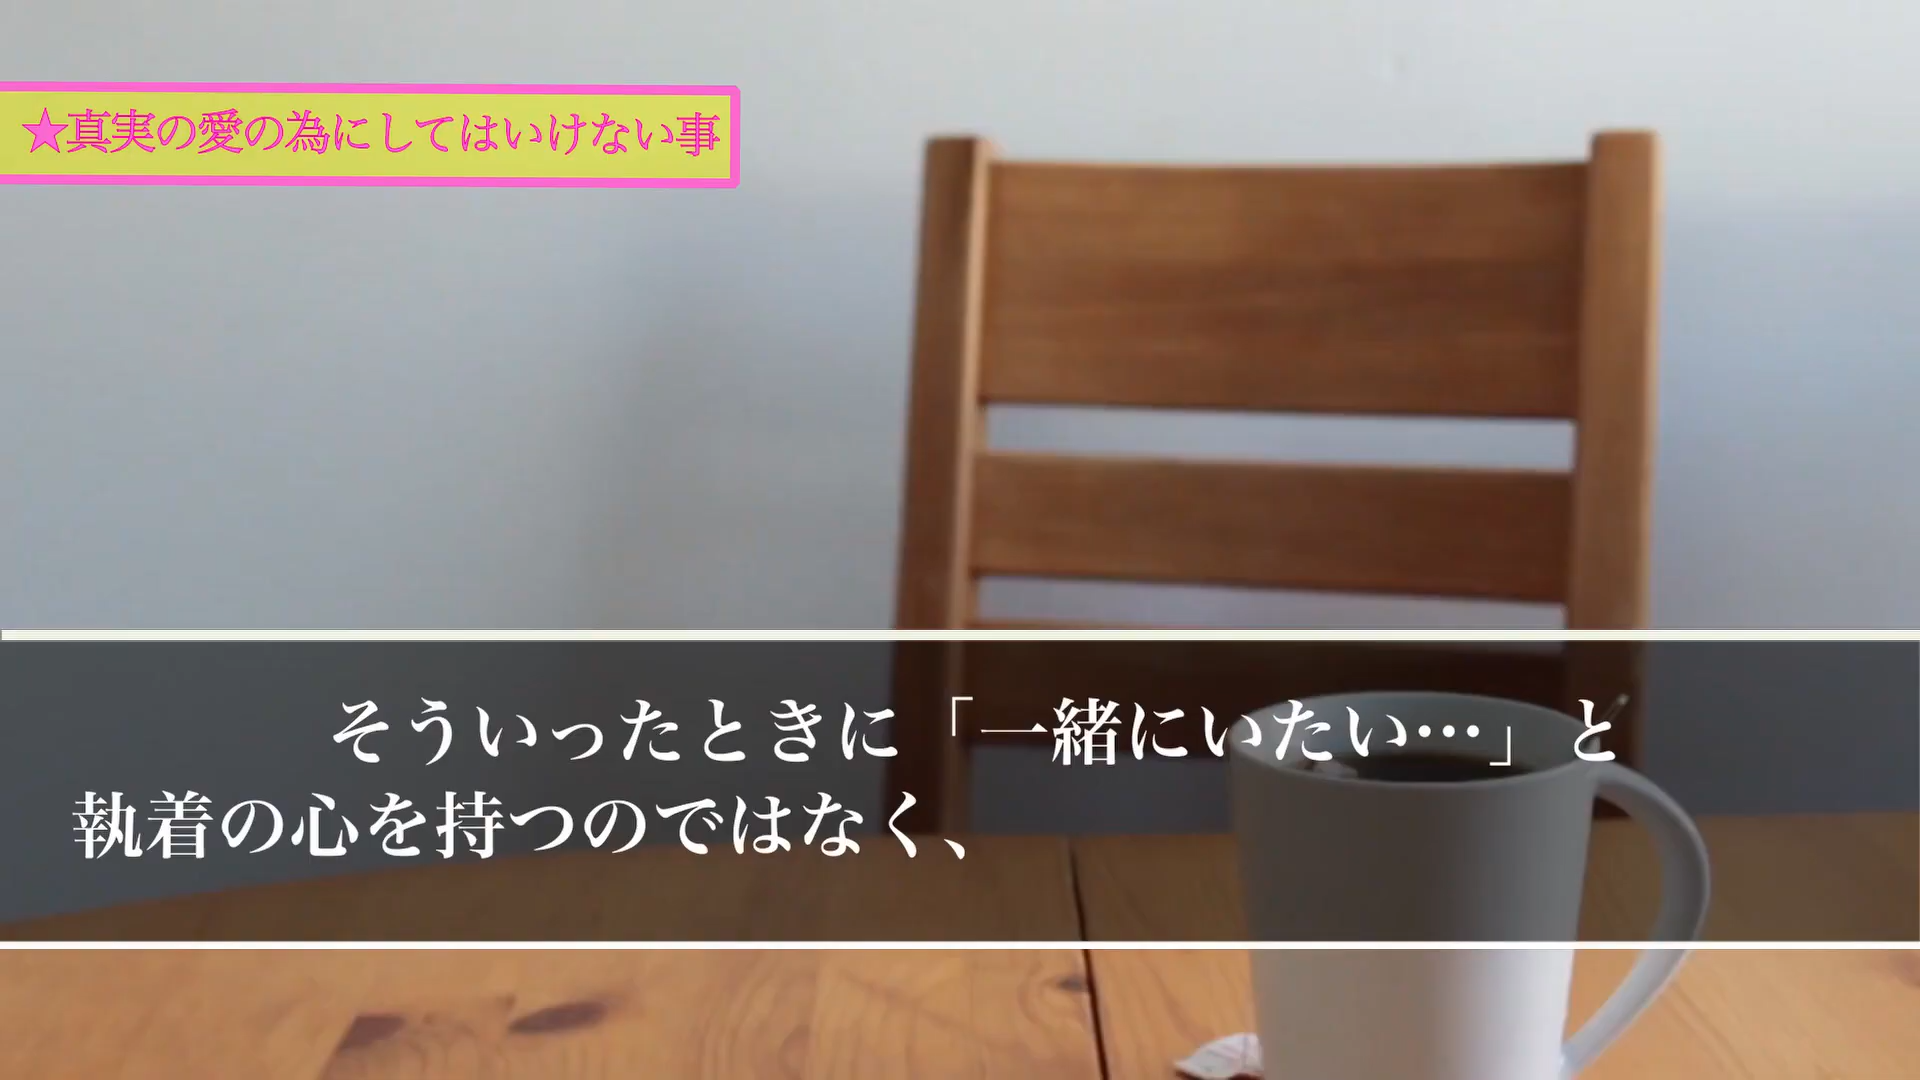 ★真実の愛の為にしてはいけない事
そういったときに「一緒にいたい…」と
執着の心を持つのではなく、